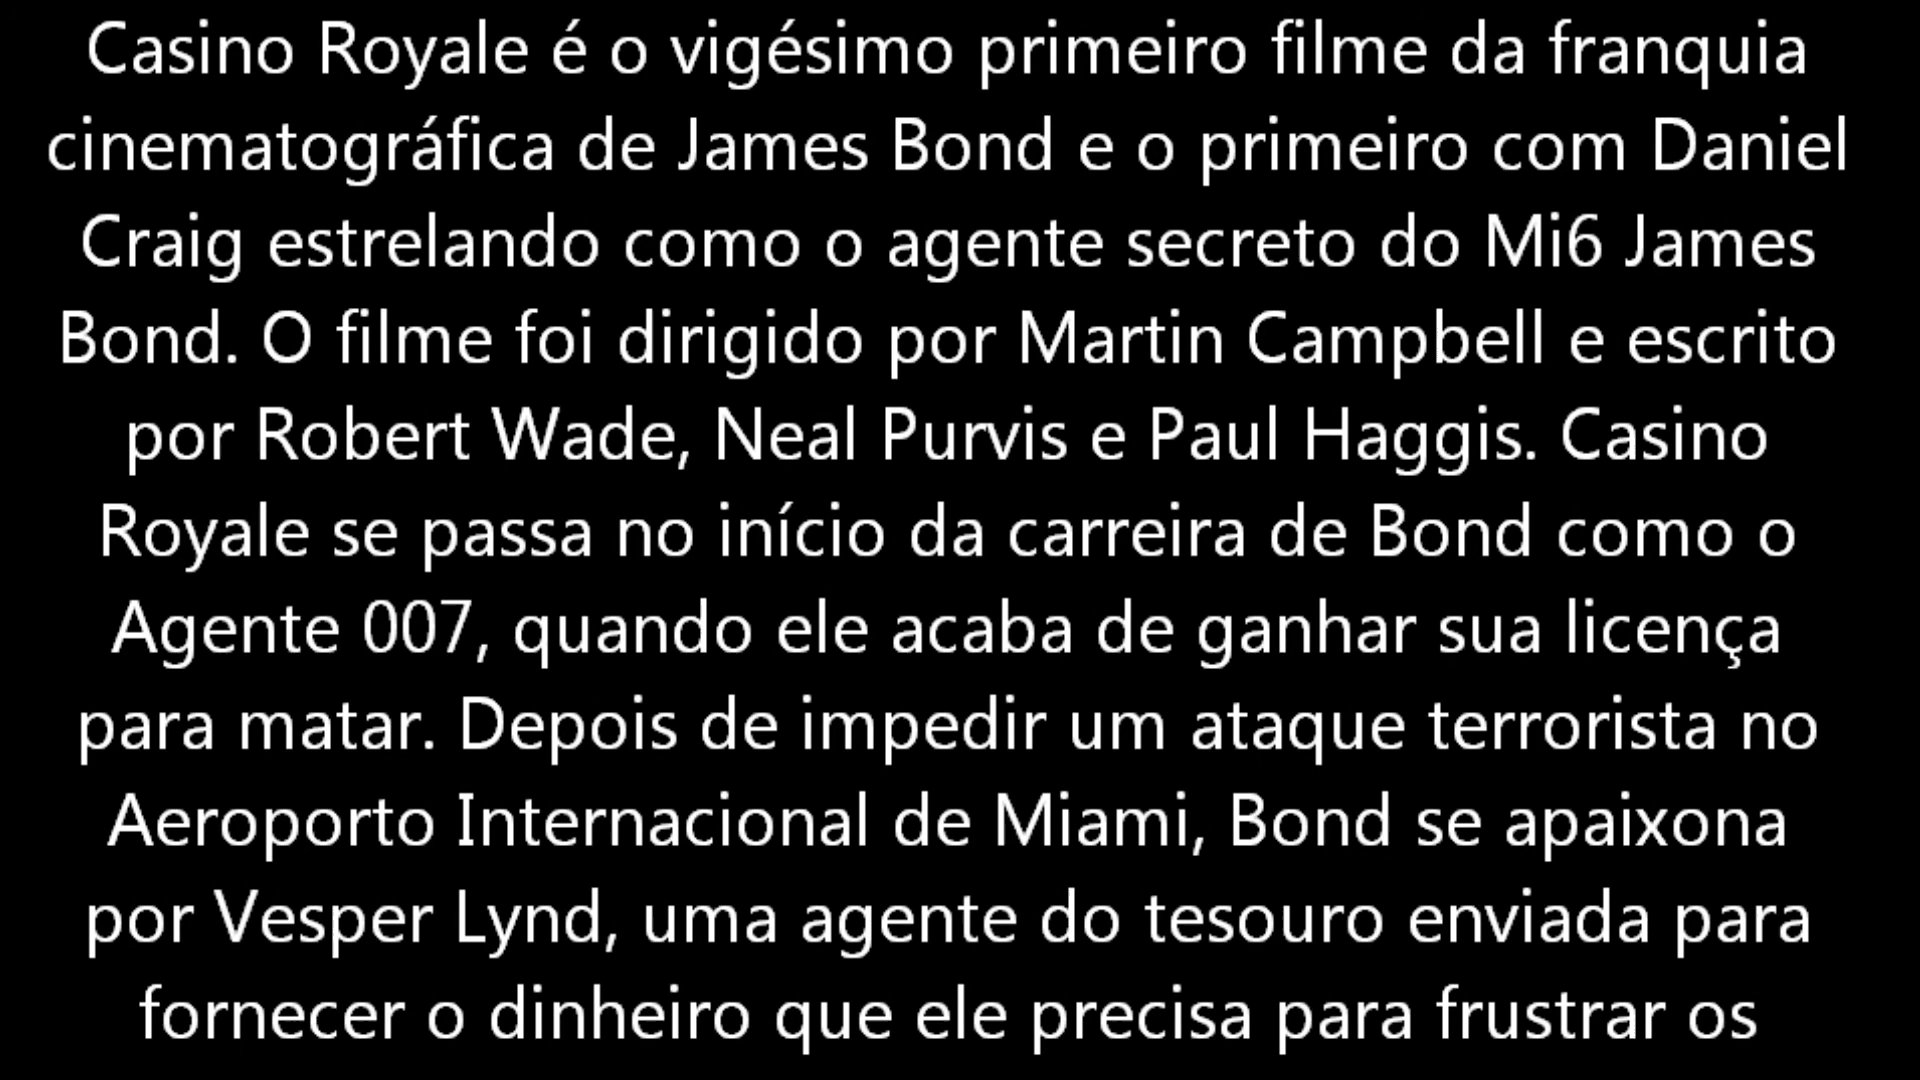 Casino Royale é o vigésimo primeiro filme da franquia
cinematográfica de James Bond e o primeiro com Daniel
Craig estrelando como o agente secreto do Mi6 James
Bond. O filme foi dirigido por Martin Campbell e escrito
por Robert Wade, Neal Purvis e Paul Haggis. Casino
Royale se passa no início da carreira de Bond como o
Agente 007, quando ele acaba de ganhar sua licença
para matar. Depois de impedir um ataque terrorista no
Aeroporto Internacional de Miami, Bond se apaixona
por Vesper Lynd, uma agente do tesouro enviada para
fornecer o dinheiro que ele precisa para frustrar os